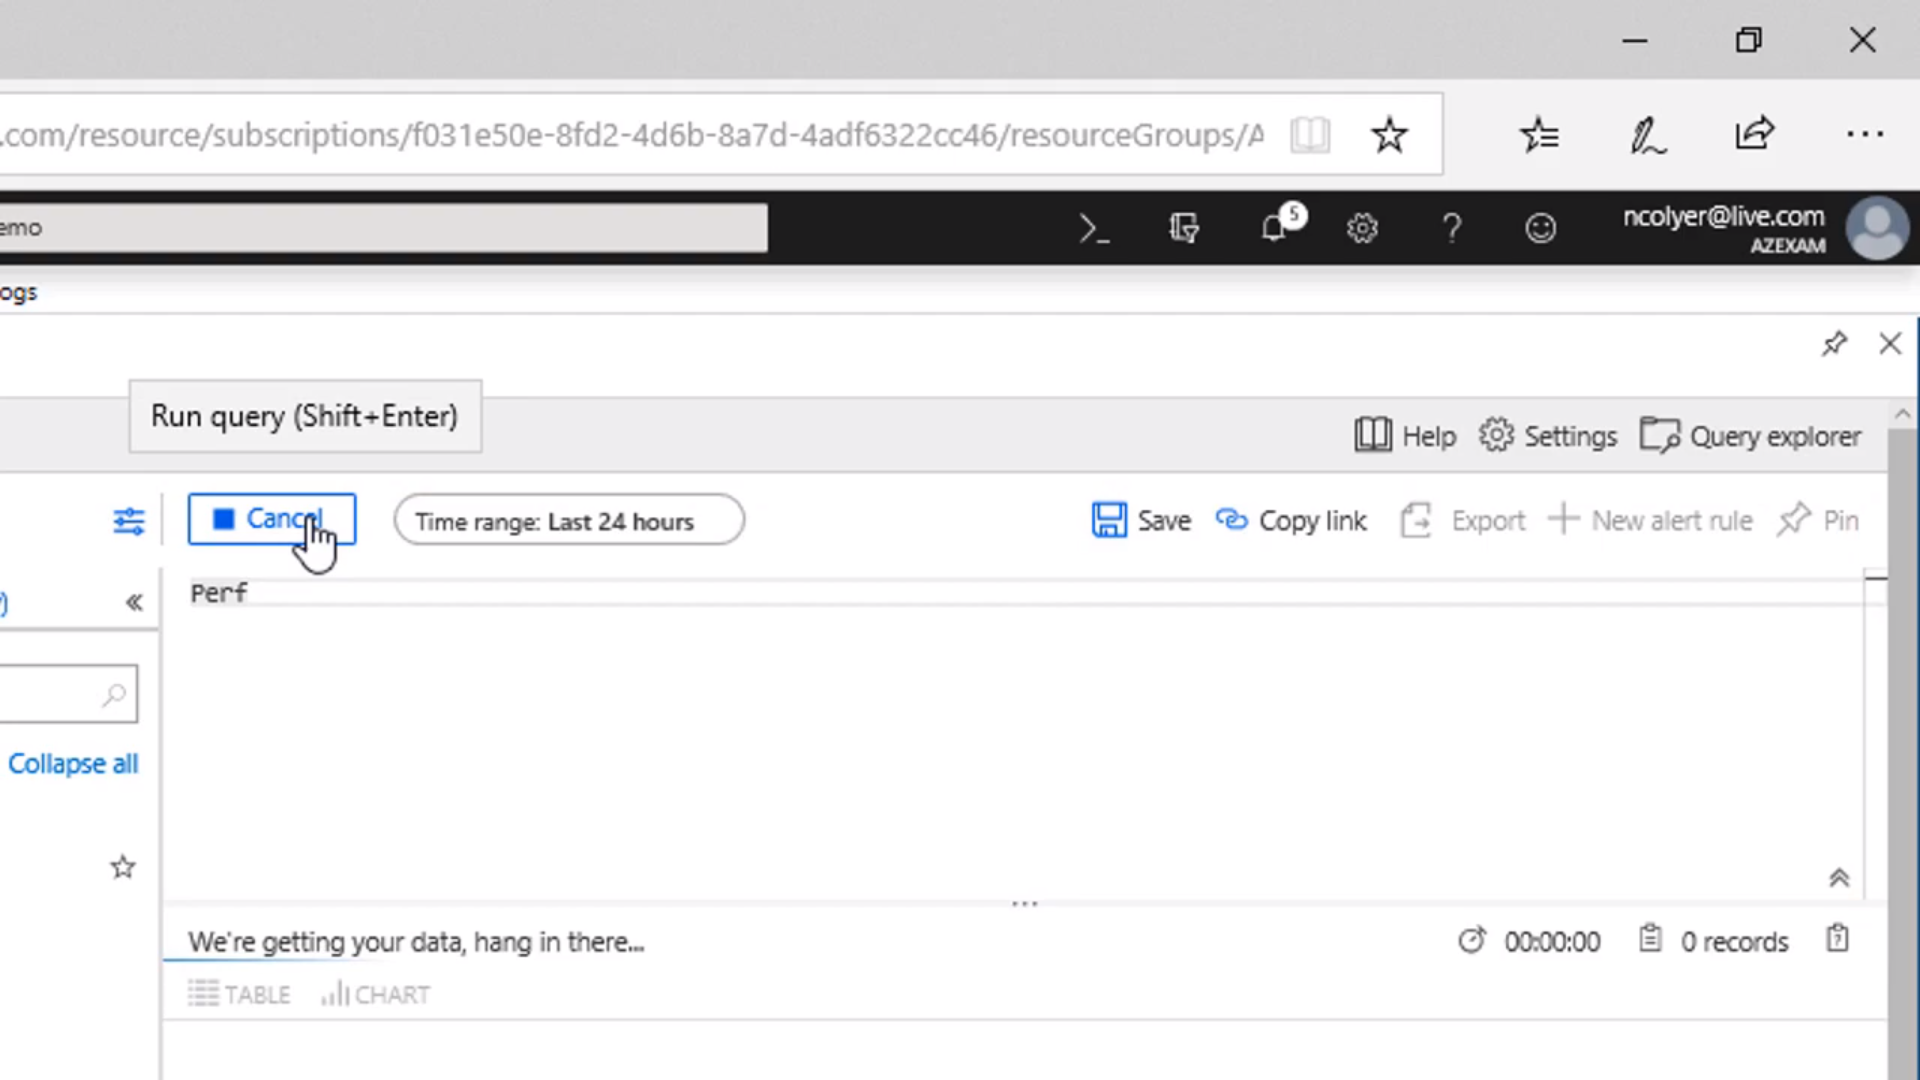 .com/resource/subscriptions/f031e50e-8fd2-4d6b-8a7d-4adf6322cc46/resourceGroups/A
emo
5
ncolyer@live.com
AZEXAM
ogs
Run query (Shift+Enter)
Help
Settings
Query explorer
Cancel
Time range: Last 24 hours
Save
Copy link
Export
New alert rule
Pin
Perf
Collapse all
We're getting your data, hang in there...
00:00:00
0 records
TABLE
CHART